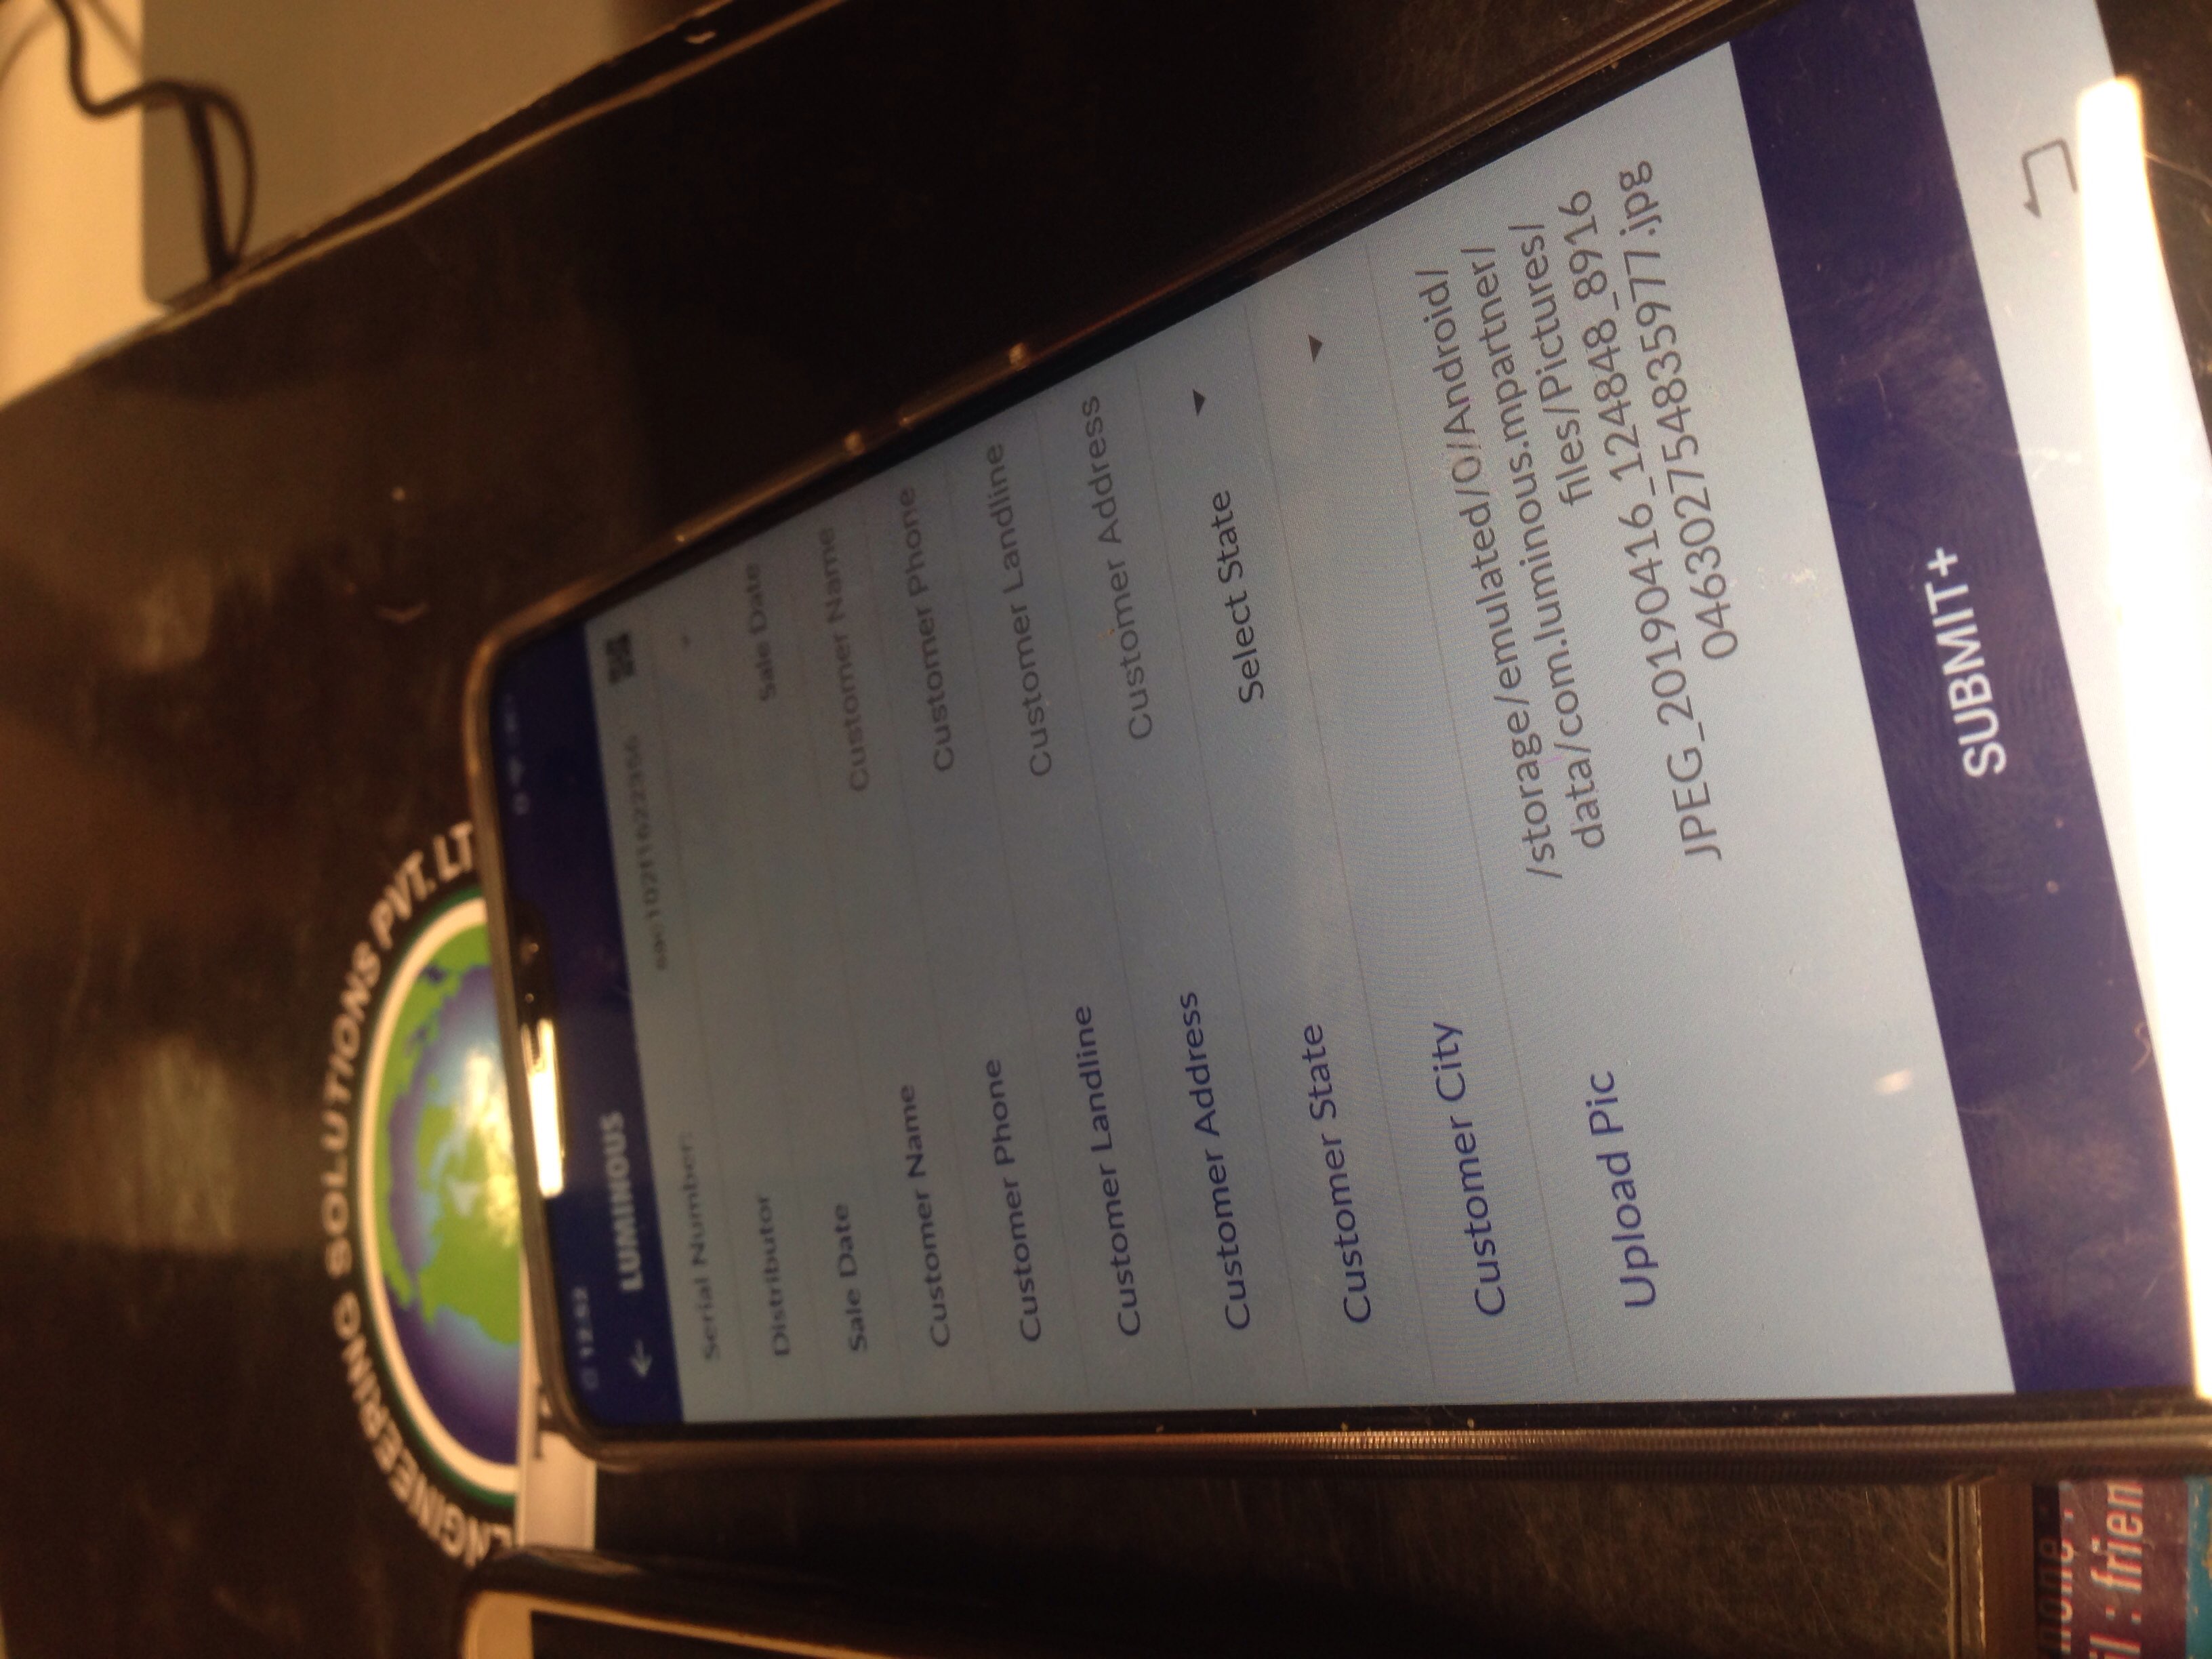 ENGINEERING SOLUTIONS PVT. LT
12:52
LUMINOUS
Serial Number:
Distributor
Sale Date Sale Date
Customer Name Customer Name
Customer Phone Customer Phone
Customer Landline Customer Landline
Customer Address Customer Address
Customer State Select State
Customer City
Upload Pic /storage/emulated/0/Android/
data/com.luminous.mpartner/
files/Pictures/
JPEG_20190416_124848_8916
046302754835977.jpg
SUBMIT+
hone :
il : frien